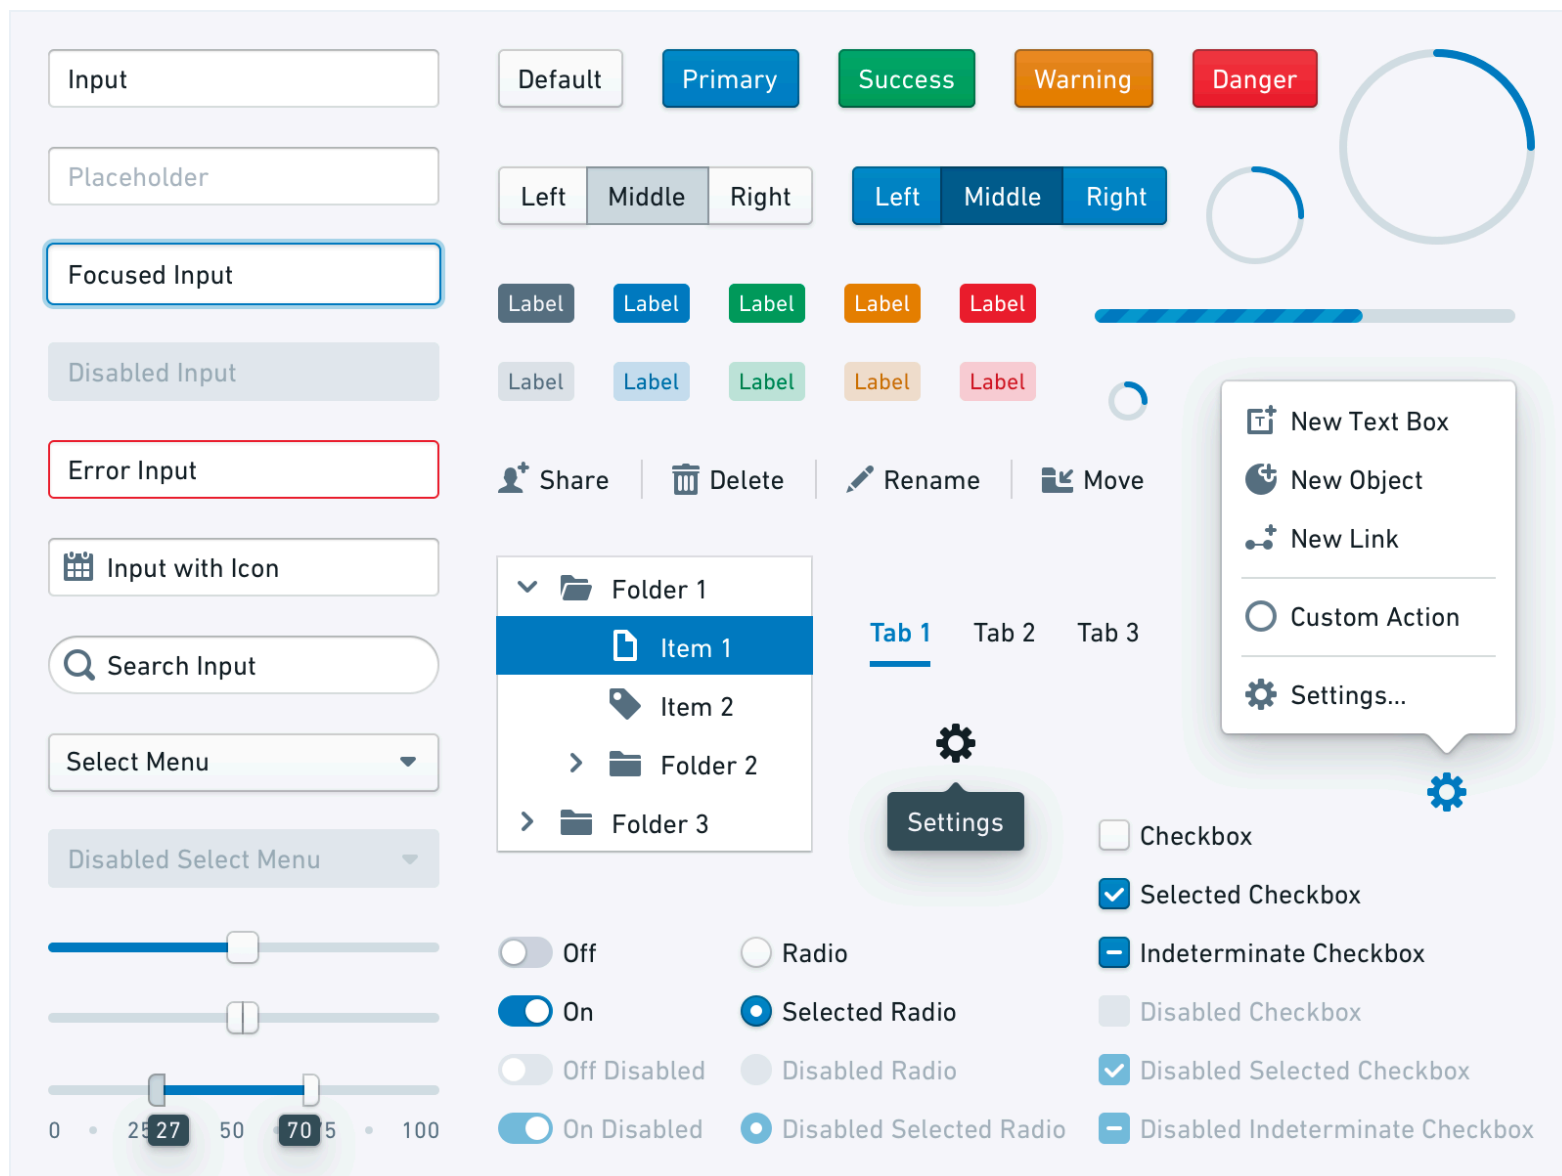 Input
Placeholder
Focused Input
Disabled Input
Error Input
Input with Icon
Search Input
Select Menu
Disabled Select Menu
0 25 27 50 70 75 100
Default Primary Success Warning Danger
Left Middle Right Left Middle Right
Label Label Label Label Label
Label Label Label Label Label
Share Delete Rename Move
Folder 1
Item 1
Item 2
Folder 2
Folder 3
Tab 1 Tab 2 Tab 3
Settings
New Text Box
New Object
New Link
Custom Action
Settings...
Off
On
Off Disabled
On Disabled
Radio
Selected Radio
Disabled Radio
Disabled Selected Radio
Checkbox
Selected Checkbox
Indeterminate Checkbox
Disabled Checkbox
Disabled Selected Checkbox
Disabled Indeterminate Checkbox